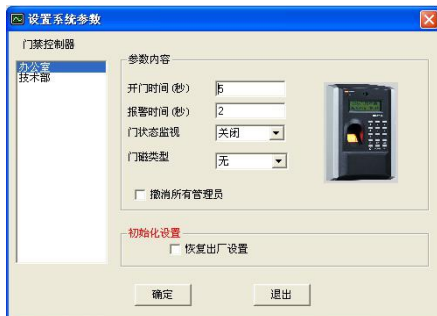 设置系统参数
门禁控制器
办公室
技术部
参数内容
开门时间(秒) 5
报警时间(秒) 2
门状态监视 关闭
门磁类型 无
撤消所有管理员
初始化设置
恢复出厂设置
确定 退出